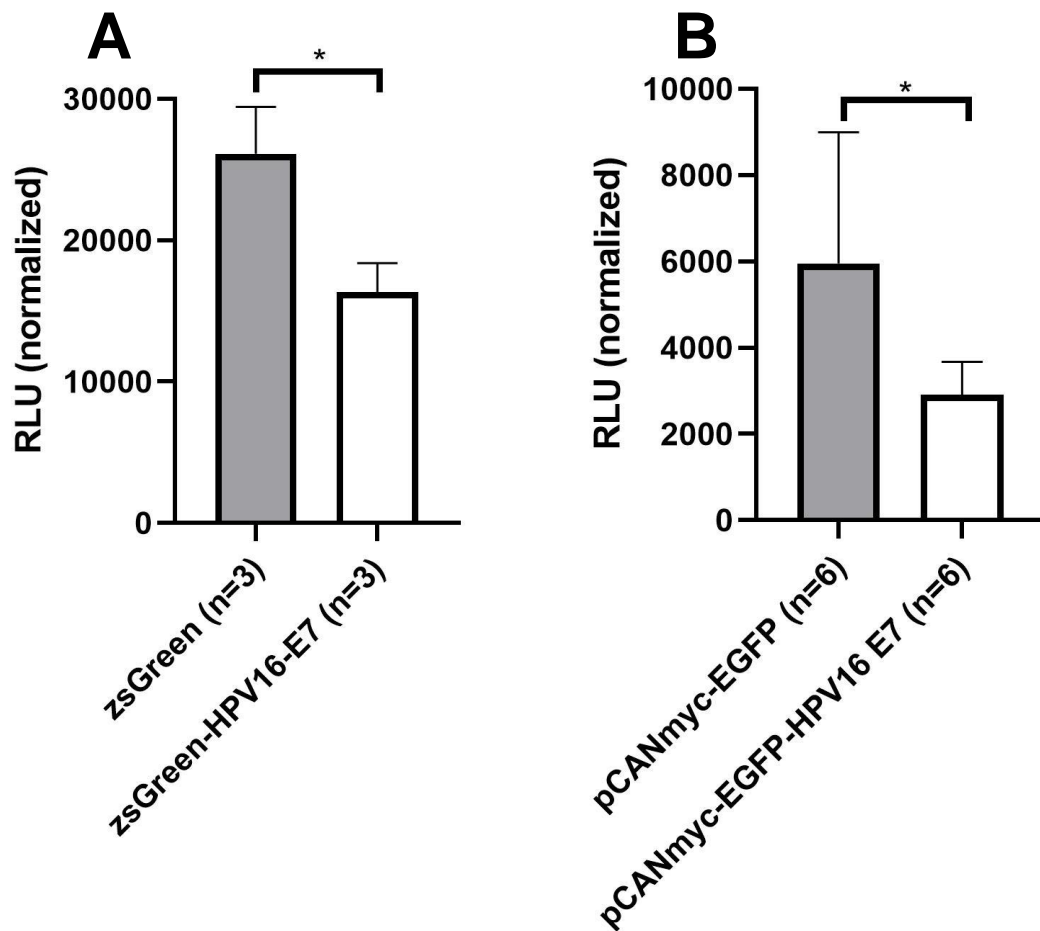 A
*
RLU (normalized)
30000
20000
10000
0
zsGreen (n=3)
zsGreen-HPV16-E7 (n=3)
B
*
RLU (normalized)
10000
8000
6000
4000
2000
0
pCANmyc-EGFP (n=6)
pCANmyc-EGFP-HPV16 E7 (n=6)